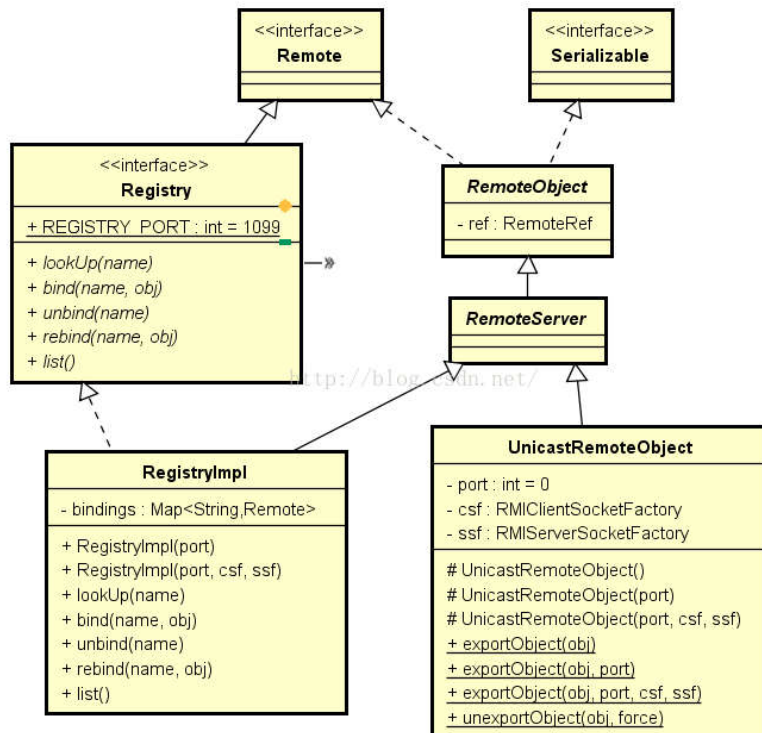 <<interface>>
Remote
<<interface>>
Serializable
<<interface>>
Registry
+ REGISTRY_PORT : int = 1099
+ lookUp(name)
+ bind(name, obj)
+ unbind(name)
+ rebind(name, obj)
+ list()
RemoteObject
- ref : RemoteRef
RemoteServer
http://blog.csdn.net/
RegistryImpl
- bindings : Map<String,Remote>
+ RegistryImpl(port)
+ RegistryImpl(port, csf, ssf)
+ lookUp(name)
+ bind(name, obj)
+ unbind(name)
+ rebind(name, obj)
+ list()
UnicastRemoteObject
- port : int = 0
- csf : RMIClientSocketFactory
- ssf : RMIServerSocketFactory
# UnicastRemoteObject()
# UnicastRemoteObject(port)
# UnicastRemoteObject(port, csf, ssf)
+ exportObject(obj)
+ exportObject(obj, port)
+ exportObject(obj, port, csf, ssf)
+ unexportObject(obj, force)